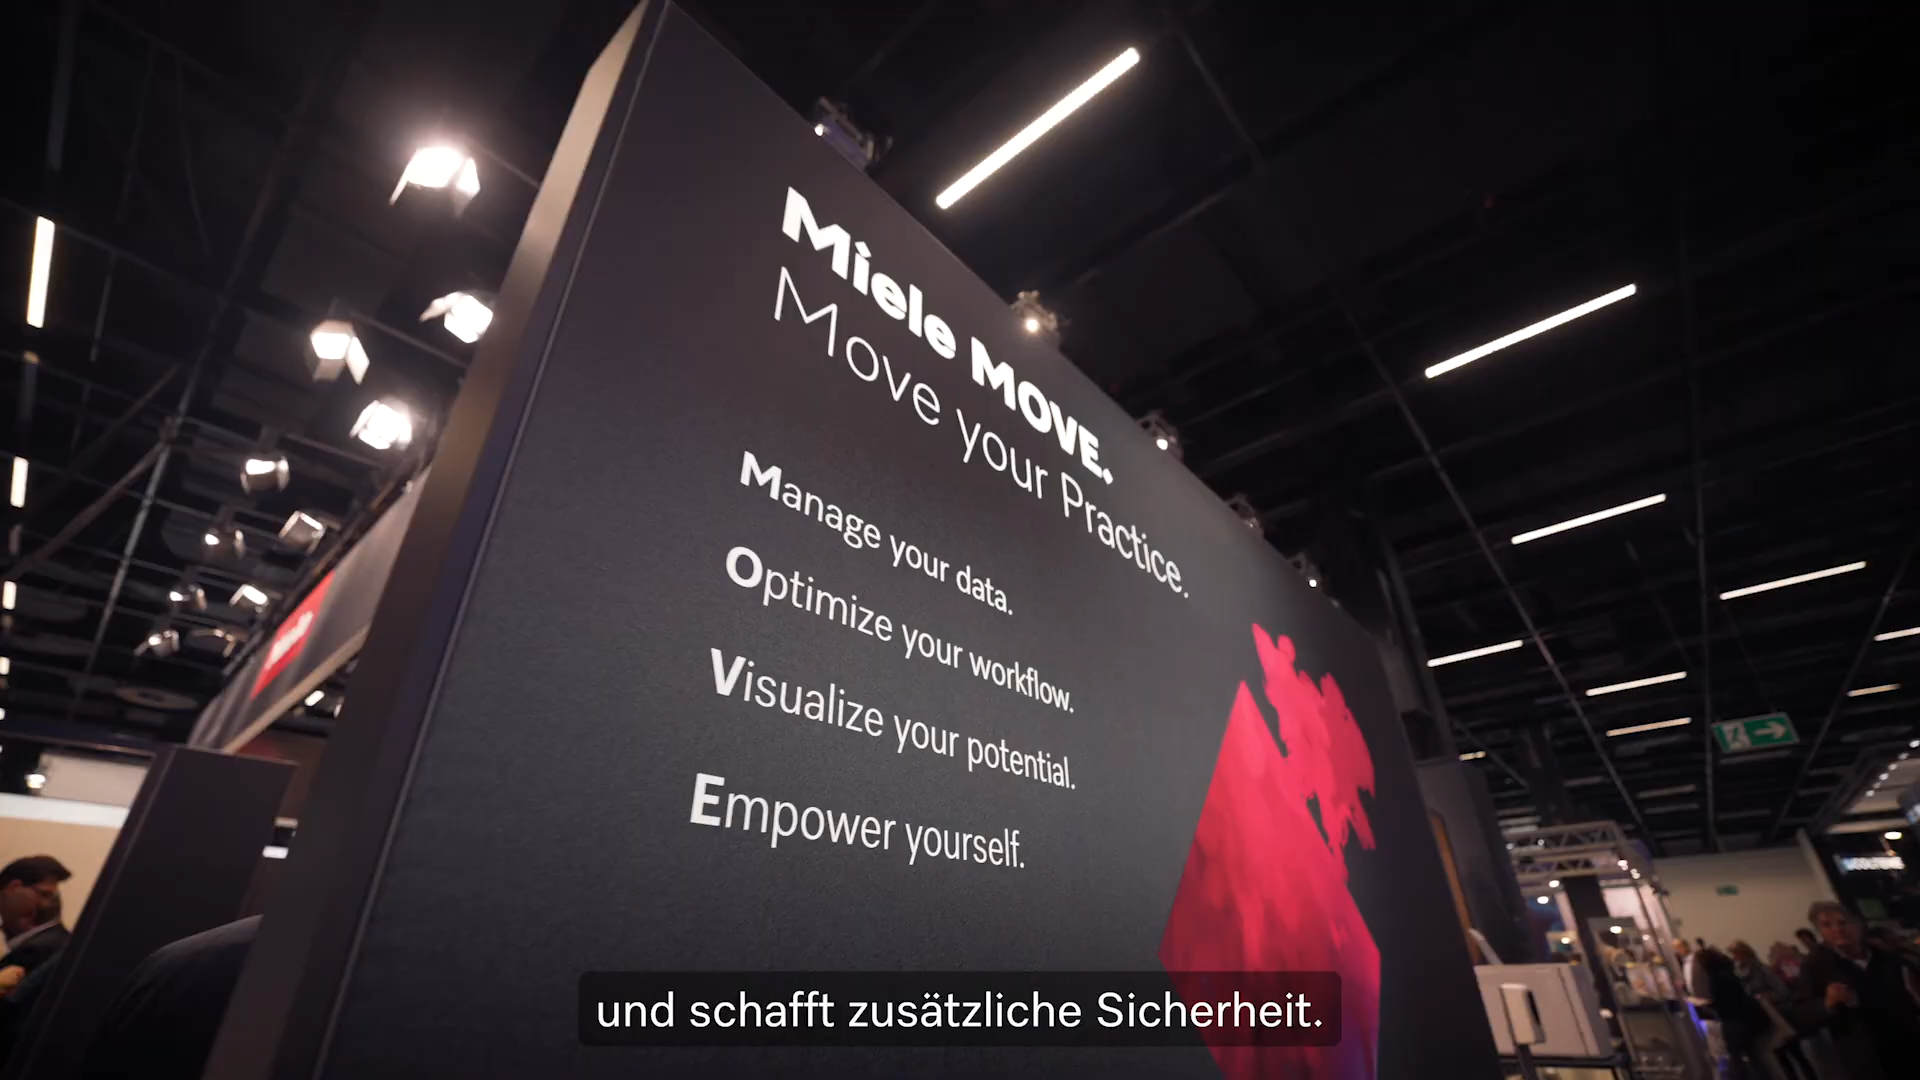 Miele MOVE.
Move your Practice.
Manage your data.
Optimize your workflow.
Visualize your potential.
Empower yourself.
und schafft zusätzliche Sicherheit.